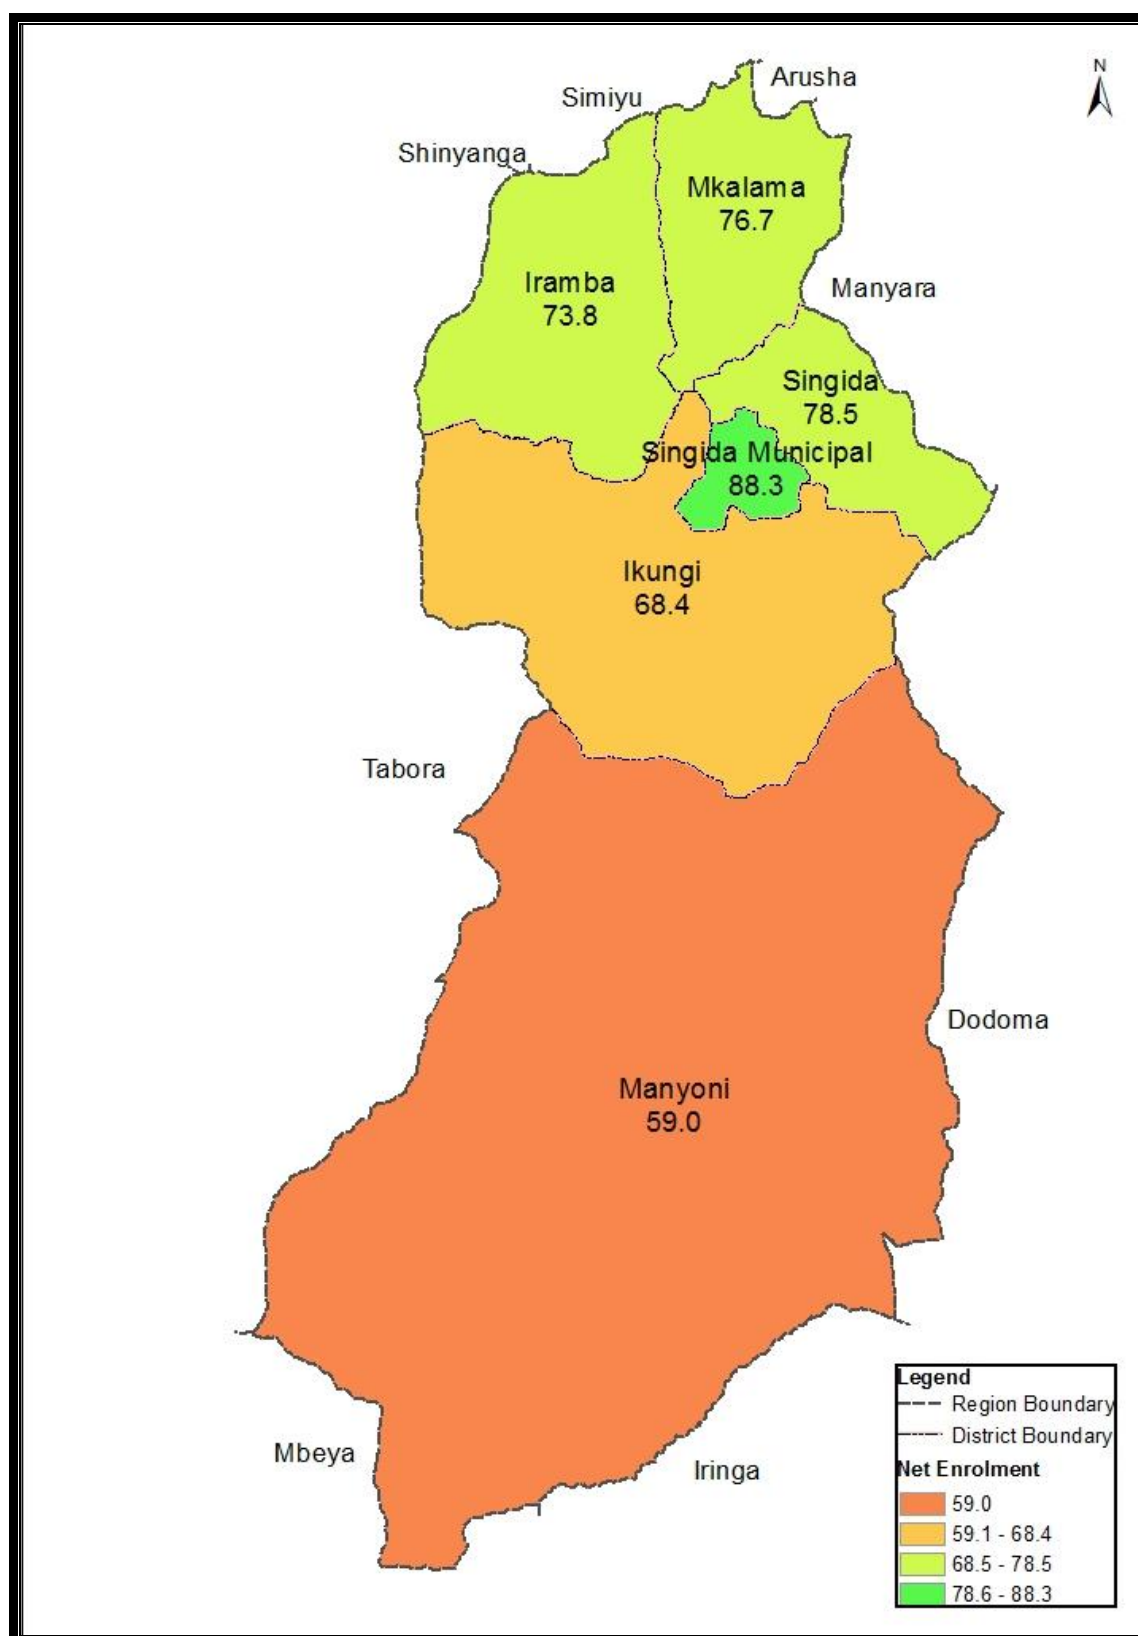 N
Arusha
Simiyu
Shinyanga
Mkalama
76.7
Iramba
73.8
Manyara
Singida
78.5
Singida Municipal
88.3
Ikungi
68.4
Tabora
Dodoma
Manyoni
59.0
Mbeya
Iringa
Legend
Region Boundary
District Boundary
Net Enrolment
59.0
59.1 - 68.4
68.5 - 78.5
78.6 - 88.3